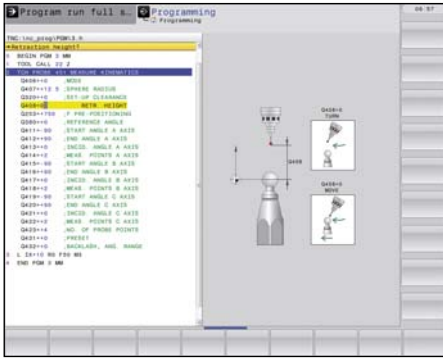 Program run full s…
Programming
Programming
09:57
TNC:\nc_prog\PGM\3.h
Retraction height?
0 BEGIN PGM 3 MM
1 TOOL CALL 22 Z
2 TCH PROBE 451 MEASURE KINEMATICS
Q406=+0 ;MODE
Q407=+12.5 ;SPHERE RADIUS
Q320=+0 ;SET-UP CLEARANCE
RETR. HEIGHT
Q253=+750 ;F PRE-POSITIONING
Q380=+0 ;REFERENCE ANGLE
Q411=-90 ;START ANGLE A AXIS
Q412=+90 ;END ANGLE A AXIS
Q413=+0 ;INCID. ANGLE A AXIS
Q414=+2 ;MEAS. POINTS A AXIS
Q415=-90 ;START ANGLE B AXIS
Q416=+90 ;END ANGLE B AXIS
Q417=+0 ;INCID. ANGLE B AXIS
Q418=+2 ;MEAS. POINTS B AXIS
Q419=-90 ;START ANGLE C AXIS
Q420=+90 ;END ANGLE C AXIS
Q421=+0 ;INCID. ANGLE C AXIS
Q422=+2 ;MEAS. POINTS C AXIS
Q423=+4 ;NO. OF PROBE POINTS
Q431=+0 ;PRESET
Q432=+0 ;BACKLASH, ANG. RANGE
3 L IX+10 R0 F50 M3
4 END PGM 3 MM
Q408
Q408=0
TURN
Q408>0
MOVE